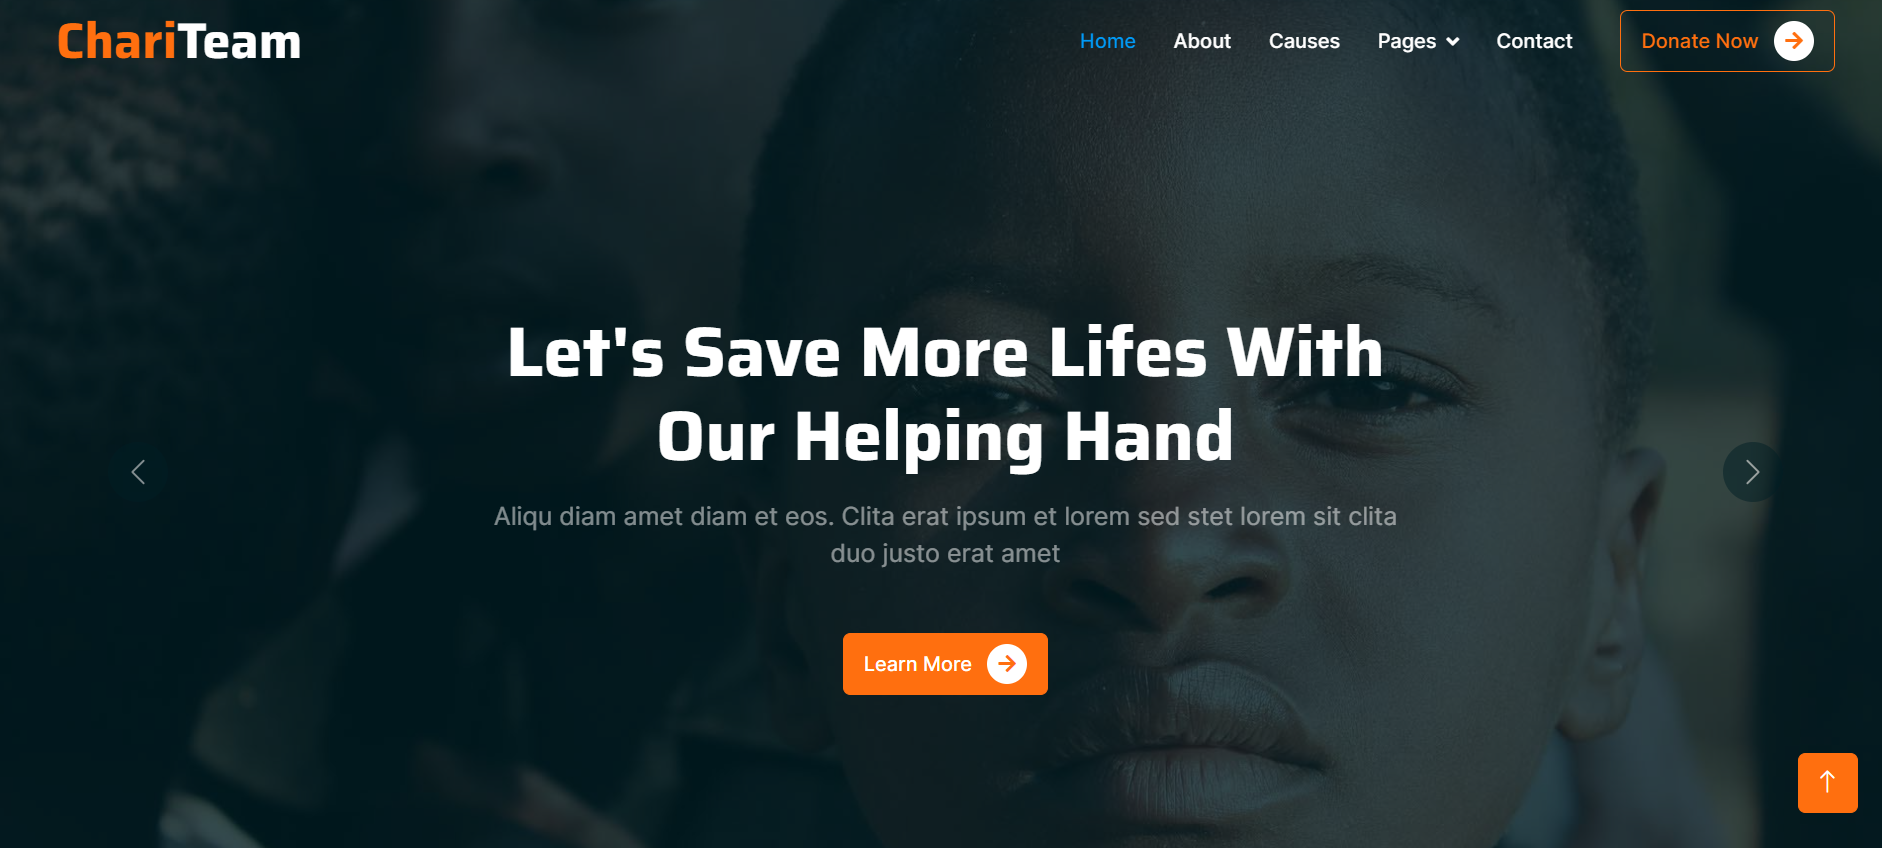 ChariTeam
Home About Causes Pages Contact Donate Now
Let's Save More Lifes With
Our Helping Hand
Aliqu diam amet diam et eos. Clita erat ipsum et lorem sed stet lorem sit clita
duo justo erat amet
Learn More